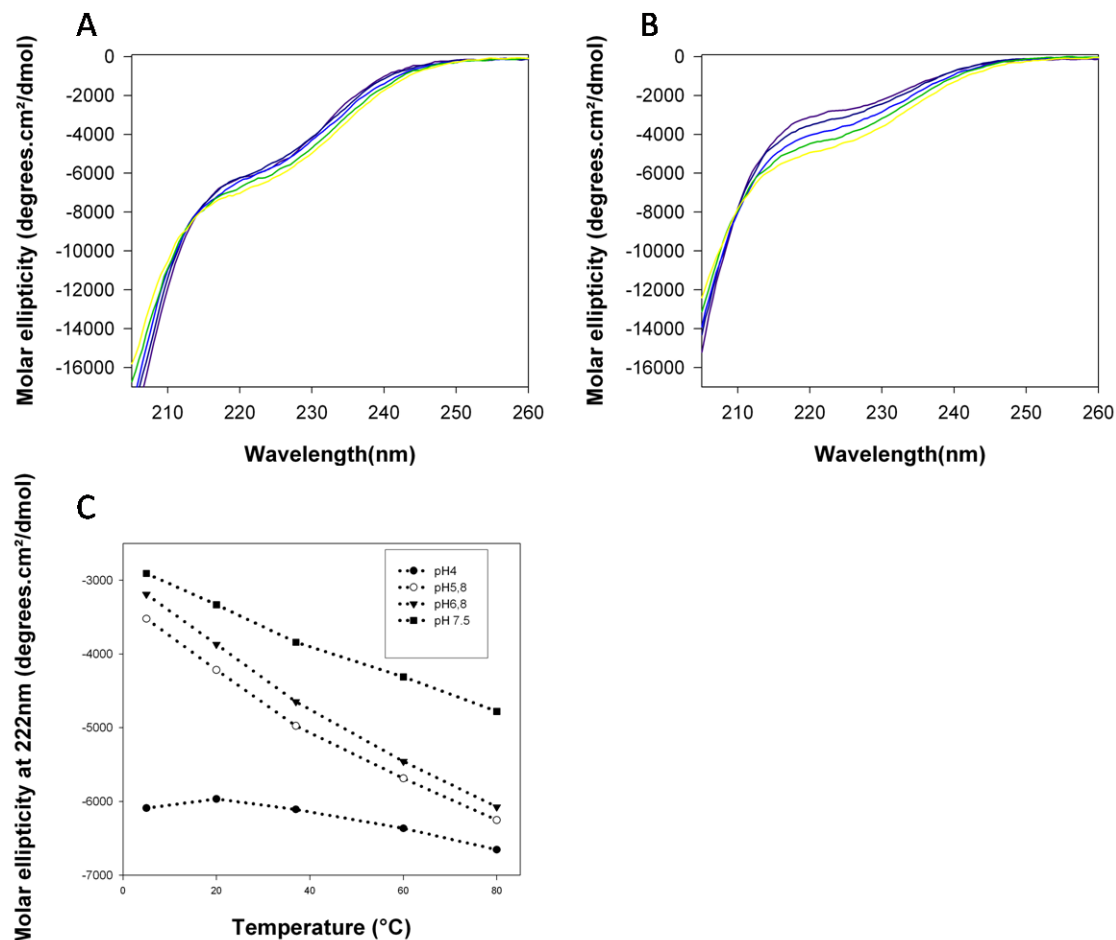 A
Molar ellipticity (degrees.cm²/dmol)
0
-2000
-4000
-6000
-8000
-10000
-12000
-14000
-16000
210 220 230 240 250 260
Wavelength(nm)
B
Molar ellipticity (degrees.cm²/dmol)
0
-2000
-4000
-6000
-8000
-10000
-12000
-14000
-16000
210 220 230 240 250 260
Wavelength(nm)
C
Molar ellipticity at 222nm (degrees.cm²/dmol)
-3000
-4000
-5000
-6000
-7000
0 20 40 60 80
Temperature (°C)
pH4
pH5,8
pH6,8
pH 7.5